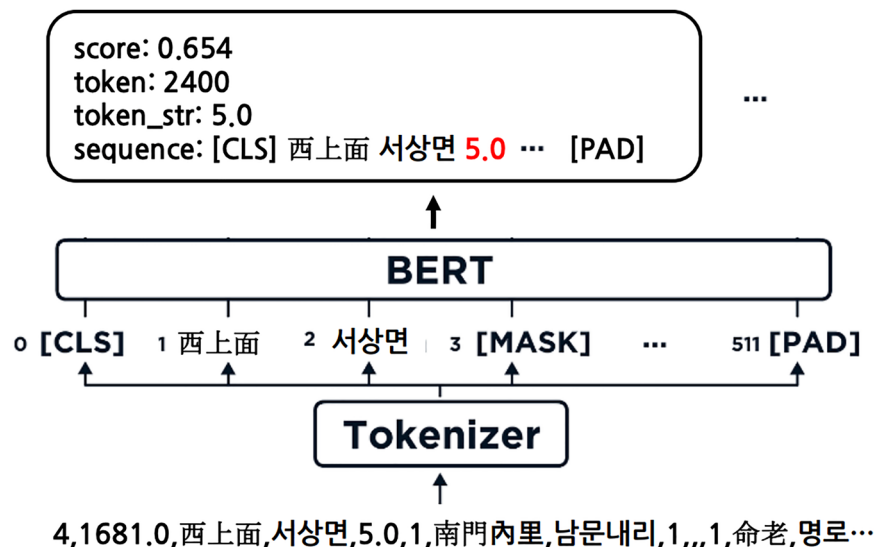 score: 0.654
token: 2400
token_str: 5.0
sequence: [CLS] 西上面 서상면 5.0 ··· [PAD]
···
BERT
0 [CLS] 1 西上面 2 서상면 3 [MASK] ··· 511 [PAD]
Tokenizer
4,1681.0,西上面,서상면,5.0,1,南門內里,남문내리,1,,,1,命老,명로···